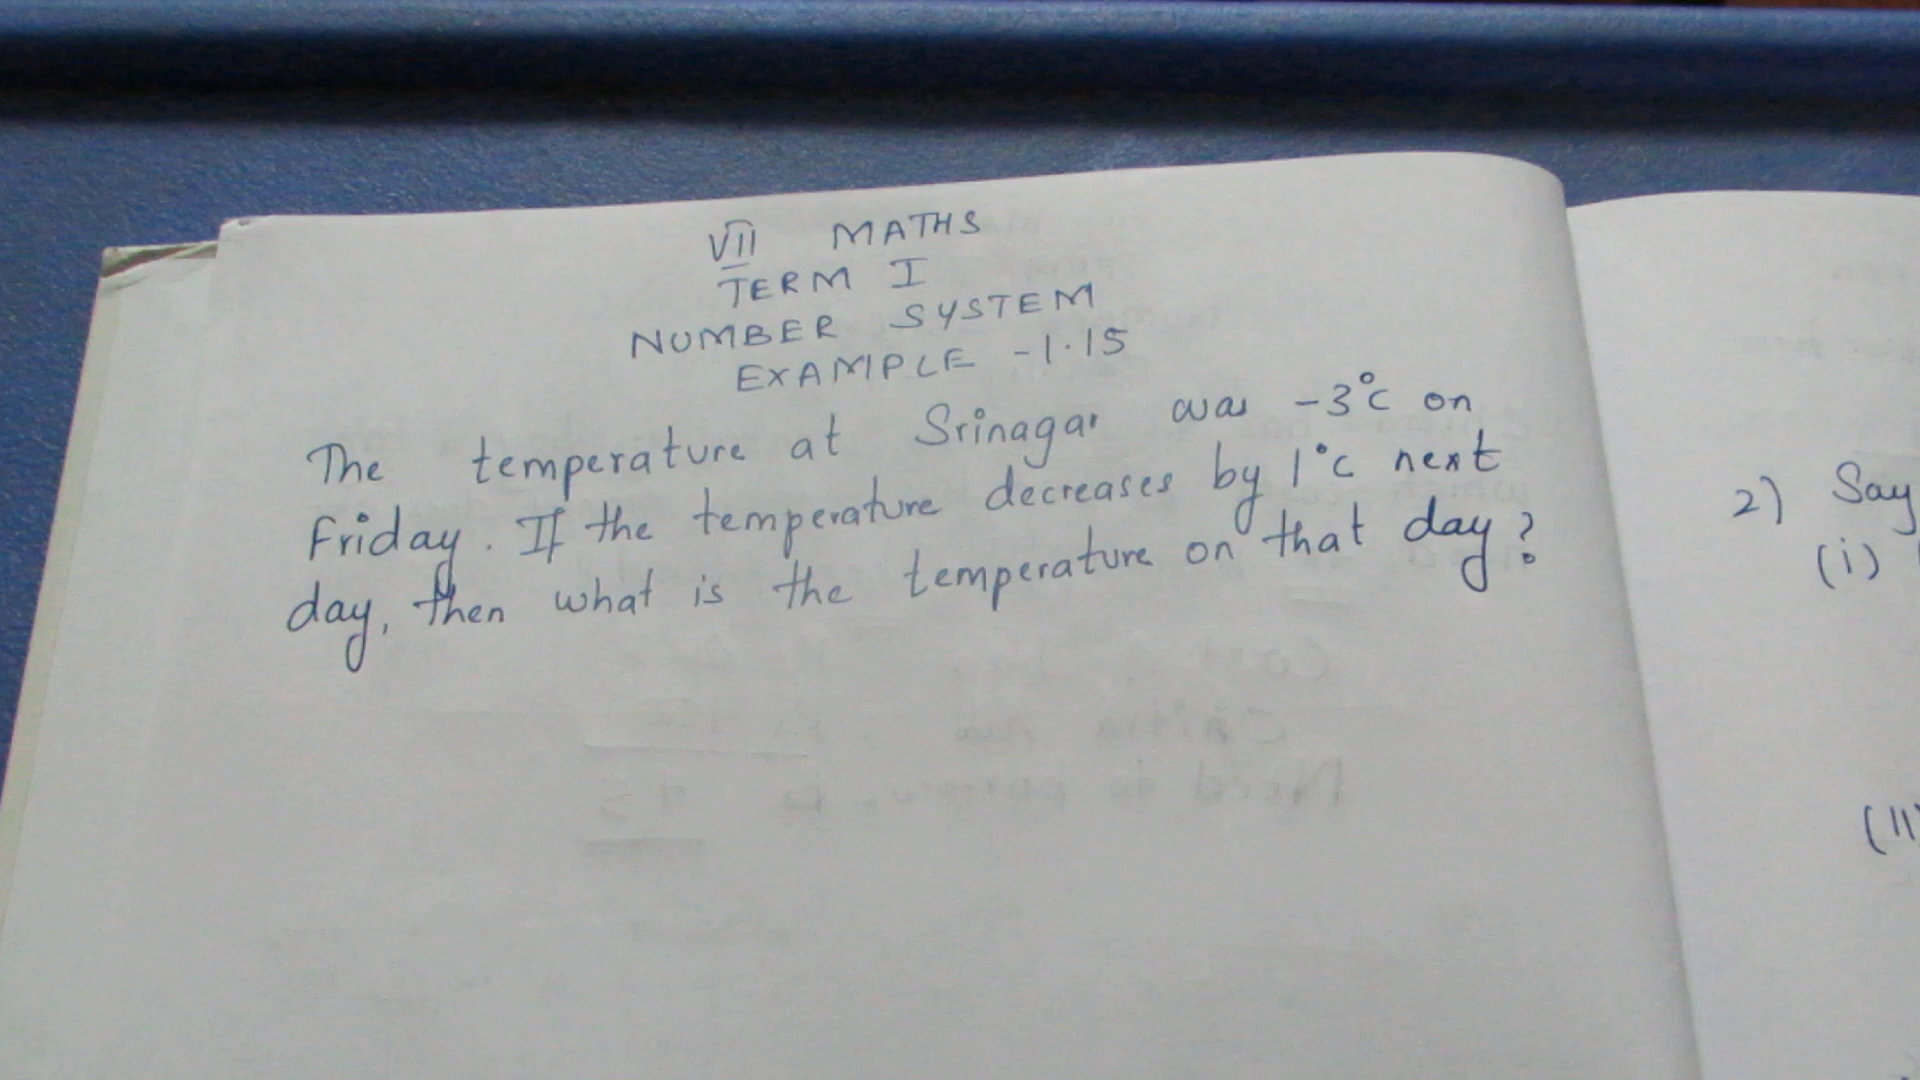 VII MATHS
TERM I
NUMBER SYSTEM
EXAMPLE - 1.15
The temperature at Srinagar was -3°c on
Friday. If the temperature decreases by 1°c next
day, then what is the temperature on that day?
2) Say
(i)
(II)